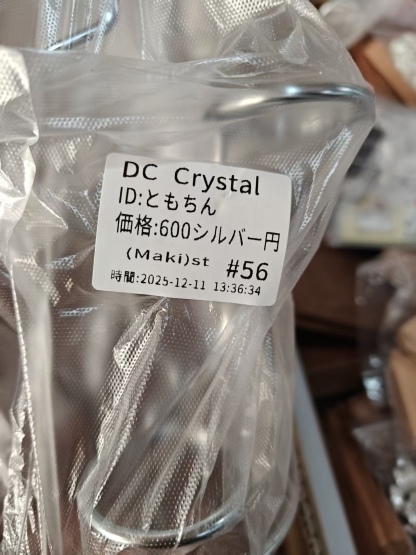 DC Crystal
ID:ともちん
価格:600シルバー円
(Maki)st #56
時間:2025-12-11 13:36:34